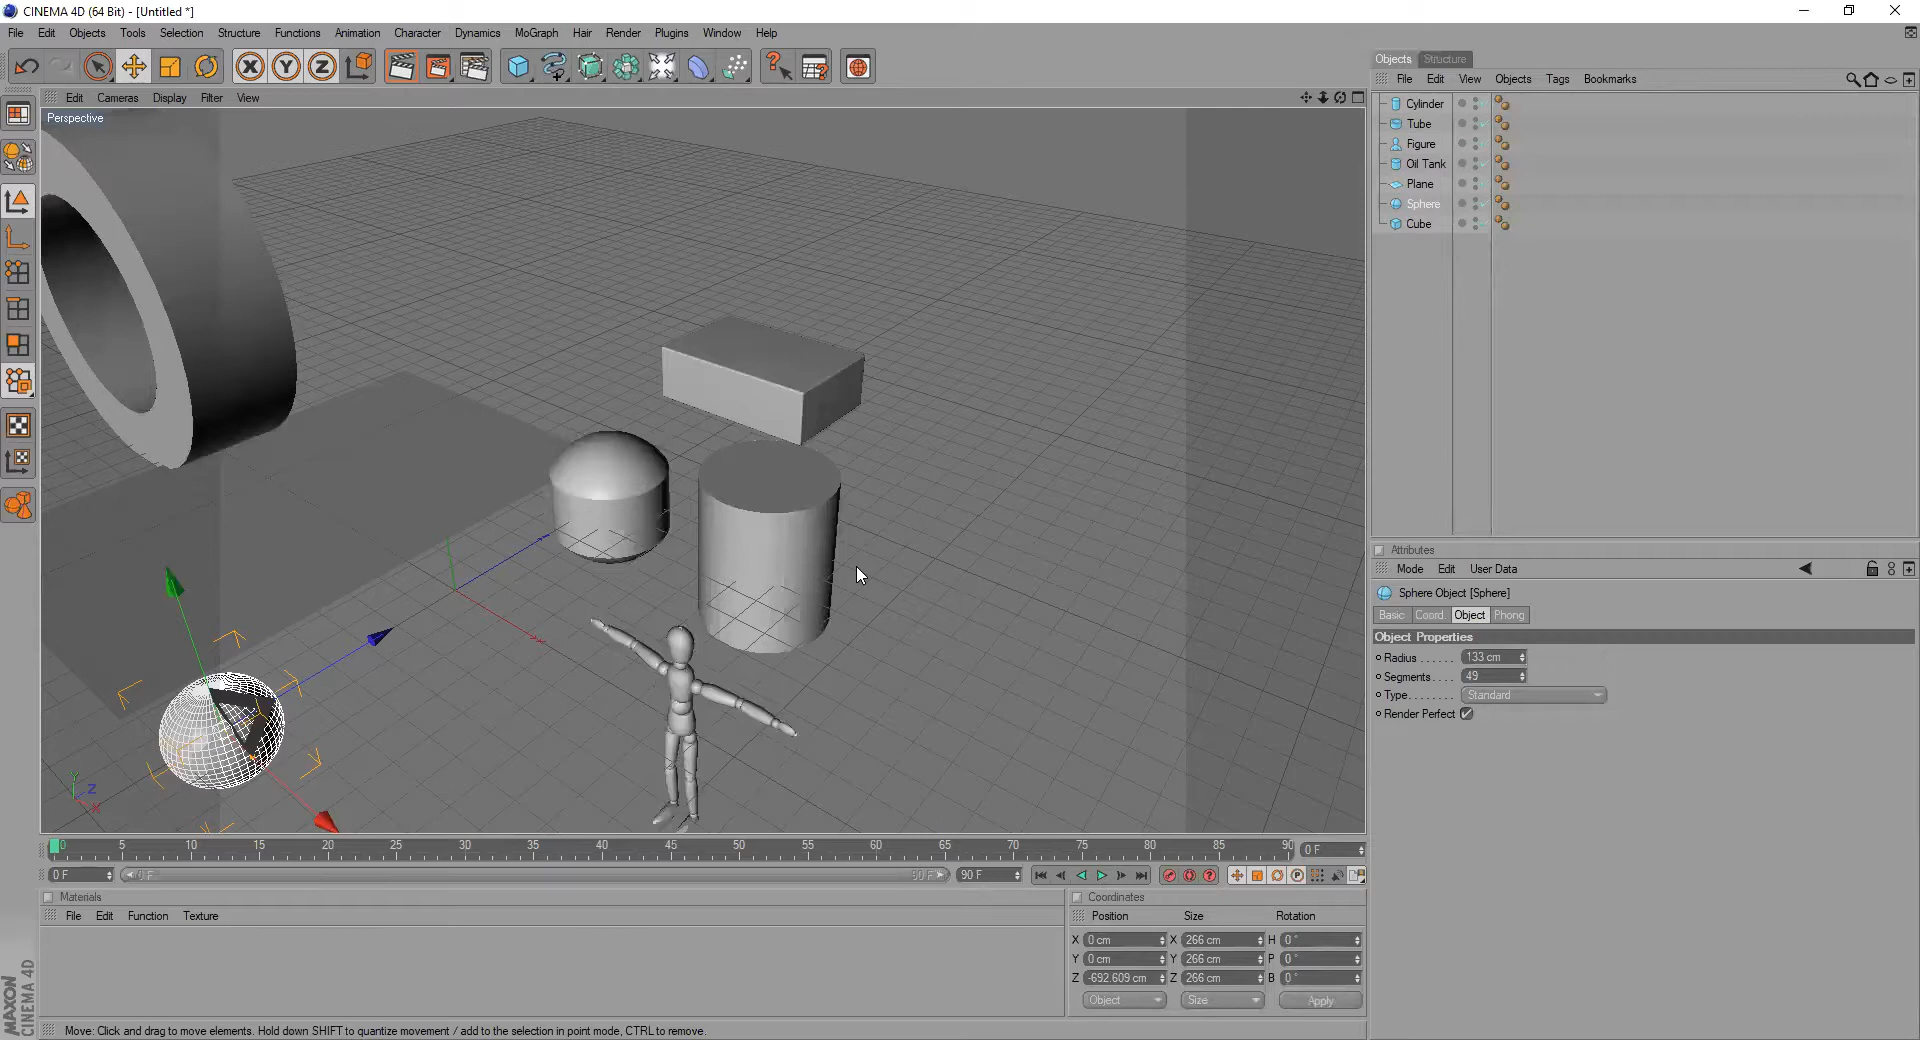 CINEMA 4D (64 Bit) - [Untitled *]
File Edit Objects Tools Selection Structure Functions Animation Character Dynamics MoGraph Hair Render Plugins Window Help
X Y Z
Edit Cameras Display Filter View
Perspective
Y Z X
Objects Structure
File Edit View Objects Tags Bookmarks
Cylinder
Tube
Figure
Oil Tank
Plane
Sphere
Cube
Attributes
Mode Edit User Data
Sphere Object [Sphere]
Basic Coord. Object Phong
Object Properties
Radius . . . . . . 133 cm
Segments. . . . . 49
Type. . . . . . . . Standard
Render Perfect
0 5 10 15 20 25 30 35 40 45 50 55 60 65 70 75 80 85 90 0 F
0 F 0 F 90 F 90 F
Materials
File Edit Function Texture
Coordinates
Position Size Rotation
X 0 cm X 266 cm H 0 °
Y 0 cm Y 266 cm P 0 °
Z -692.609 cm Z 266 cm B 0 °
Object Size Apply
MAXON
CINEMA 4D
Move: Click and drag to move elements. Hold down SHIFT to quantize movement / add to the selection in point mode, CTRL to remove.